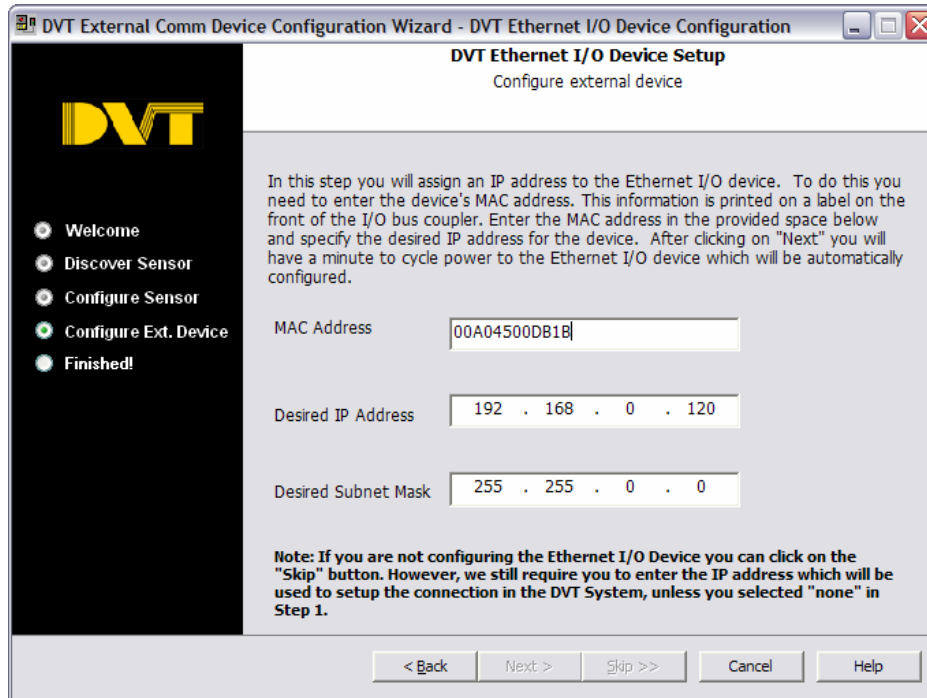 DVT External Comm Device Configuration Wizard - DVT Ethernet I/O Device Configuration
DVT Ethernet I/O Device Setup
Configure external device
DVT
Welcome
Discover Sensor
Configure Sensor
Configure Ext. Device
Finished!
In this step you will assign an IP address to the Ethernet I/O device.  To do this you
need to enter the device's MAC address. This information is printed on a label on the
front of the I/O bus coupler. Enter the MAC address in the provided space below
and specify the desired IP address for the device.  After clicking on "Next" you will
have a minute to cycle power to the Ethernet I/O device which will be automatically
configured.
MAC Address
00A04500DB1B
Desired IP Address
192 . 168 . 0 . 120
Desired Subnet Mask
255 . 255 . 0 . 0
Note: If you are not configuring the Ethernet I/O Device you can click on the
"Skip" button. However, we still require you to enter the IP address which will be
used to setup the connection in the DVT System, unless you selected "none" in
Step 1.
< Back
Next >
Skip >>
Cancel
Help